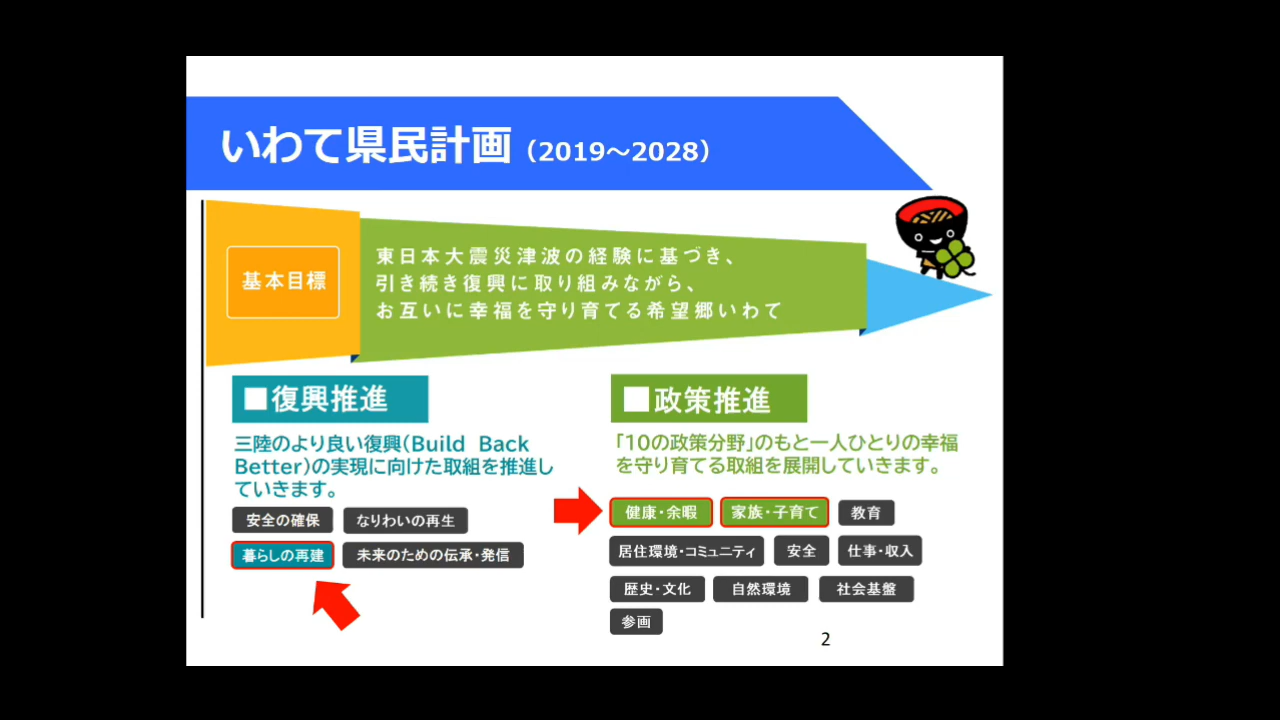 いわて県民計画（2019～2028）
基本目標
東日本大震災津波の経験に基づき、
引き続き復興に取り組みながら、
お互いに幸福を守り育てる希望郷いわて
■復興推進
三陸のより良い復興（Build Back
Better）の実現に向けた取組を推進し
ていきます。
安全の確保 なりわいの再生
暮らしの再建 未来のための伝承・発信
■政策推進
「10の政策分野」のもと一人ひとりの幸福
を守り育てる取組を展開していきます。
健康・余暇 家族・子育て 教育
居住環境・コミュニティ 安全 仕事・収入
歴史・文化 自然環境 社会基盤
参画
2